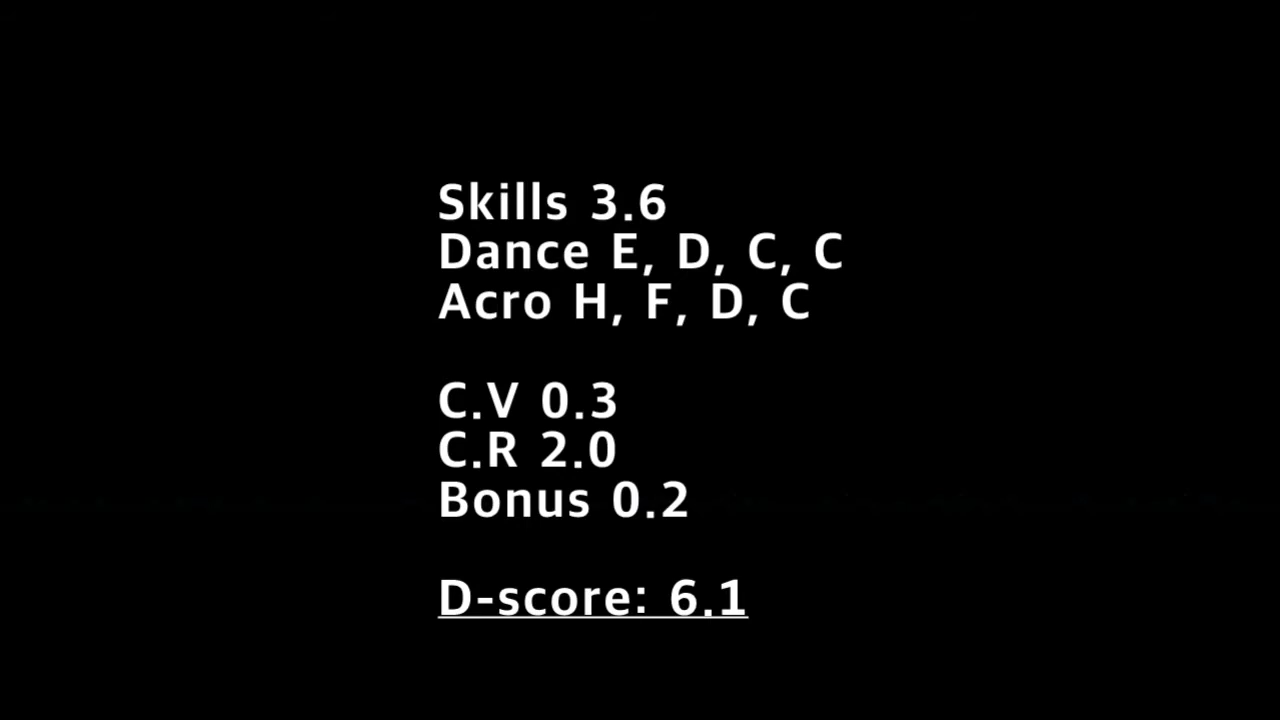 Skills 3.6
Dance E, D, C, C
Acro H, F, D, C
C.V 0.3
C.R 2.0
Bonus 0.2
D-score: 6.1